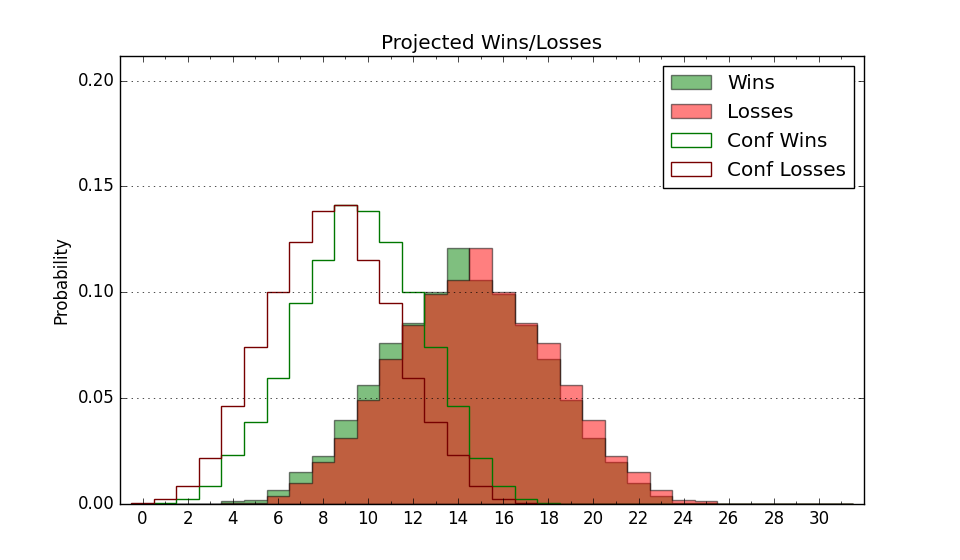 Projected Wins/Losses
0.20
0.15
0.10
0.05
0.00
Probability
Wins
Losses
Conf Wins
Conf Losses
0 2 4 6 8 10 12 14 16 18 20 22 24 26 28 30